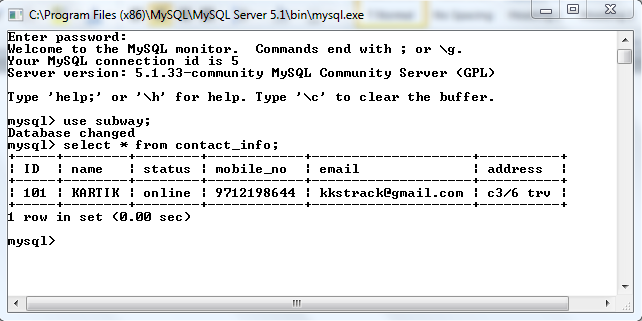 C:\Program Files (x86)\MySQL\MySQL Server 5.1\bin\mysql.exe
Enter password:
Welcome to the MySQL monitor.  Commands end with ; or \g.
Your MySQL connection id is 5
Server version: 5.1.33-community MySQL Community Server (GPL)
Type 'help;' or '\h' for help. Type '\c' to clear the buffer.
mysql> use subway;
Database changed
mysql> select * from contact_info;
+-----+--------+--------+------------+--------------------+----------+
| ID  | name   | status | mobile_no  | email              | address  |
+-----+--------+--------+------------+--------------------+----------+
| 101 | KARTIK | online | 9712198644 | kkstrack@gmail.com | c3/6 trv |
+-----+--------+--------+------------+--------------------+----------+
1 row in set (0.00 sec)
mysql>